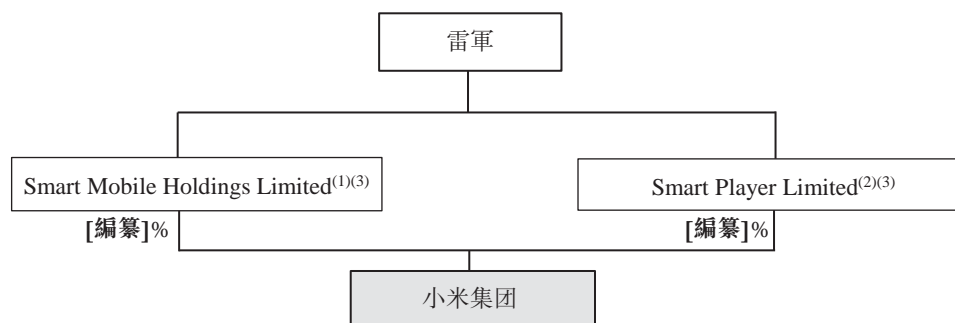 雷軍
Smart Mobile Holdings Limited(1)(3)
Smart Player Limited(2)(3)
[編纂]%
[編纂]%
小米集团